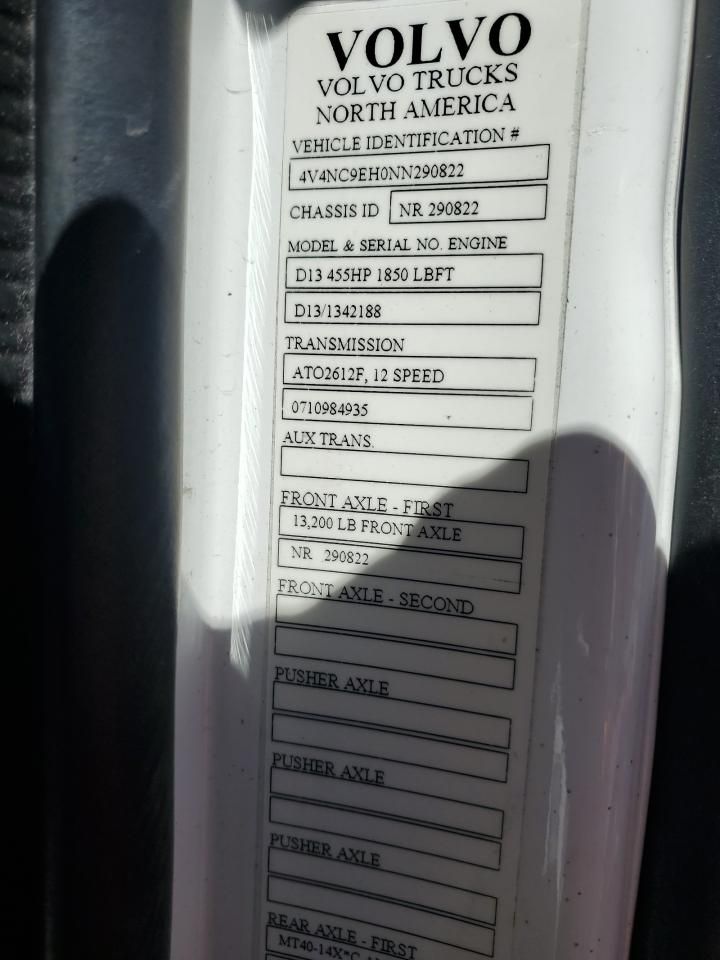 VOLVO
VOLVO TRUCKS
NORTH AMERICA
VEHICLE IDENTIFICATION #
4V4NC9EH0NN290822
CHASSIS ID NR 290822
MODEL & SERIAL NO. ENGINE
D13 455HP 1850 LBFT
D13/1342188
TRANSMISSION
ATO2612F, 12 SPEED
0710984935
AUX TRANS.
FRONT AXLE - FIRST
13,200 LB FRONT AXLE
NR 290822
FRONT AXLE - SECOND
PUSHER AXLE
PUSHER AXLE
PUSHER AXLE
REAR AXLE - FIRST